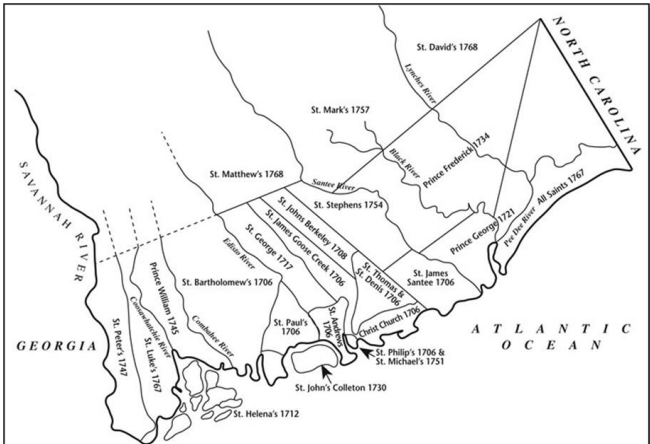 St. David's 1768
NORTH CAROLINA
Lynches River
St. Mark's 1757
Black River
Prince Frederick 1734
St. Matthew's 1768
Santee River
St. Stephens 1754
All Saints 1767
Pee Dee River
Prince George 1721
SAVANNAH RIVER
St. Johns Berkeley 1708
St. James Goose Creek 1706
St. George 1717
Edisto River
St. Bartholomew's 1706
St. James
Santee 1706
St. Thomas &
St. Denis 1706
Prince William 1745
Coosawhatchie River
Combahee River
St. Paul's
1706
St. Andrews
1706
Christ Church 1706
St. Peter's 1747
St. Luke's 1767
GEORGIA
ATLANTIC
OCEAN
St. Philip's 1706 &
St. Michael's 1751
St. John's Colleton 1730
St. Helena's 1712